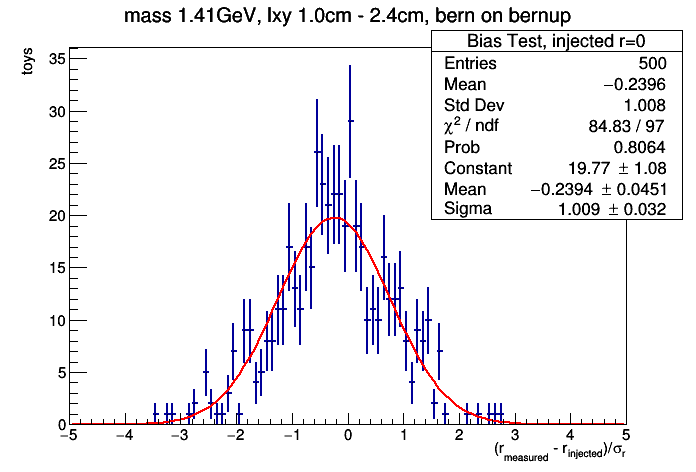 mass 1.41GeV, lxy 1.0cm - 2.4cm, bern on bernup
Bias Test, injected r=0
Entries 500
Mean −0.2396
Std Dev 1.008
χ² / ndf 84.83 / 97
Prob 0.8064
Constant 19.77 ± 1.08
Mean −0.2394 ± 0.0451
Sigma 1.009 ± 0.032
toys
35
30
25
20
15
10
5
0
−5 −4 −3 −2 −1 0 1 2 3 4 5
(r_measured - r_injected)/σ_r